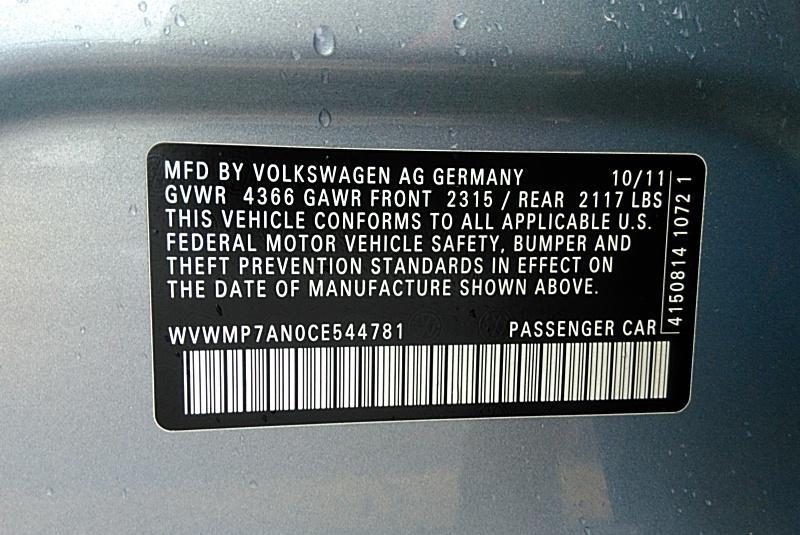 MFD BY VOLKSWAGEN AG GERMANY 10/11
GVWR 4366 GAWR FRONT 2315 / REAR 2117 LBS
THIS VEHICLE CONFORMS TO ALL APPLICABLE U.S.
FEDERAL MOTOR VEHICLE SAFETY, BUMPER AND
THEFT PREVENTION STANDARDS IN EFFECT ON
THE DATE OF MANUFACTURE SHOWN ABOVE.
WVWMP7AN0CE544781 PASSENGER CAR
4150814 1072 1